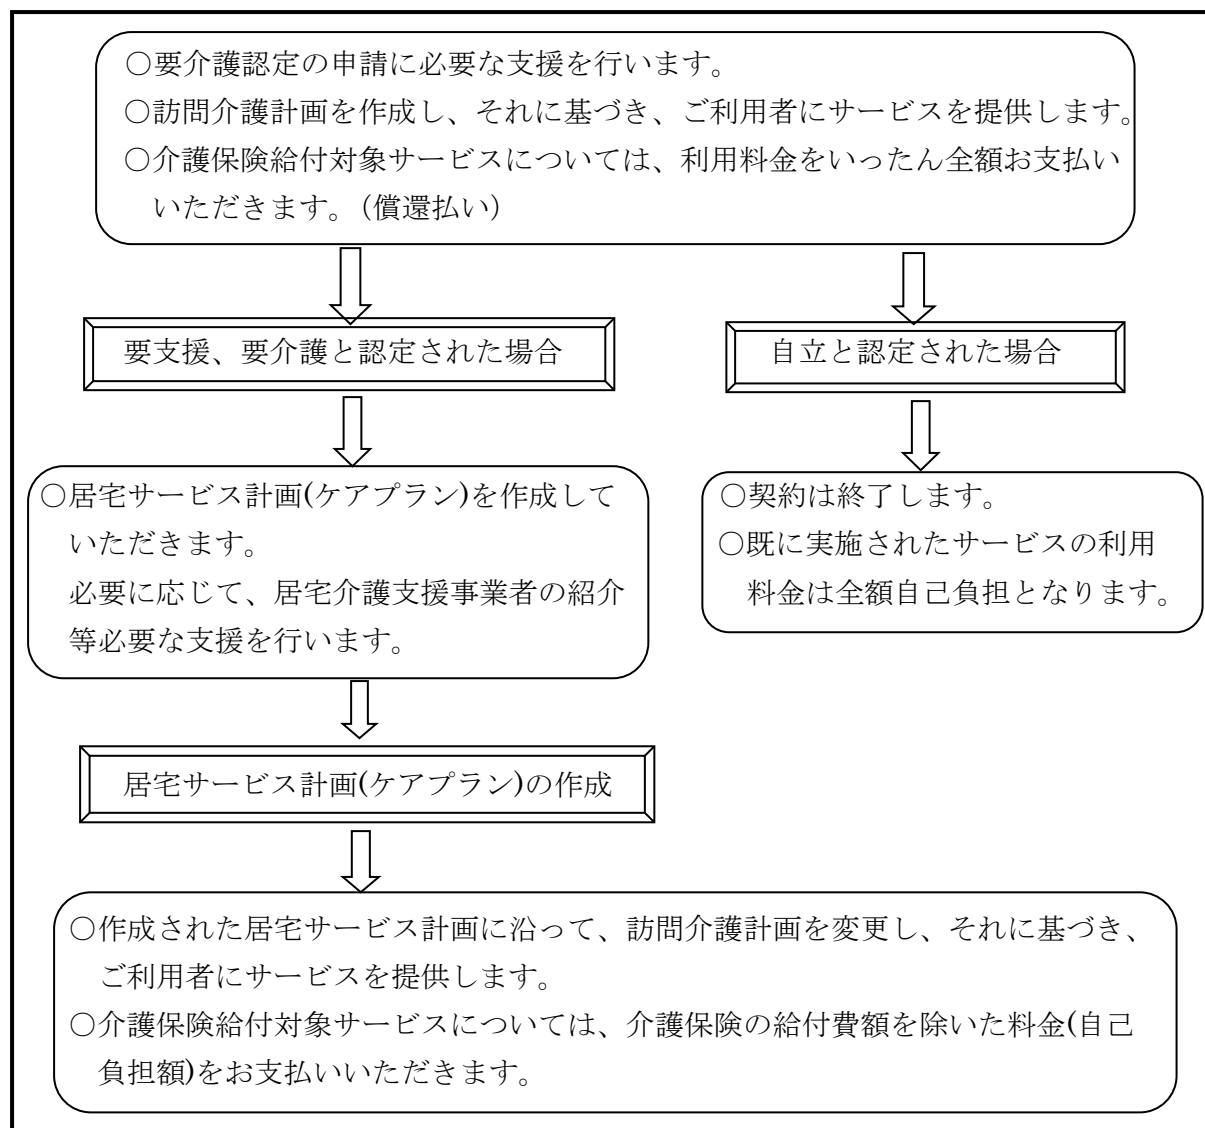 ○要介護認定の申請に必要な支援を行います。
○訪問介護計画を作成し、それに基づき、ご利用者にサービスを提供します。
○介護保険給付対象サービスについては、利用料金をいったん全額お支払い
いただきます。（償還払い）
要支援、要介護と認定された場合
自立と認定された場合
○居宅サービス計画(ケアプラン)を作成して
いただきます。
必要に応じて、居宅介護支援事業者の紹介
等必要な支援を行います。
○契約は終了します。
○既に実施されたサービスの利用
料金は全額自己負担となります。
居宅サービス計画(ケアプラン)の作成
○作成された居宅サービス計画に沿って、訪問介護計画を変更し、それに基づき、
ご利用者にサービスを提供します。
○介護保険給付対象サービスについては、介護保険の給付費額を除いた料金(自己
負担額)をお支払いいただきます。